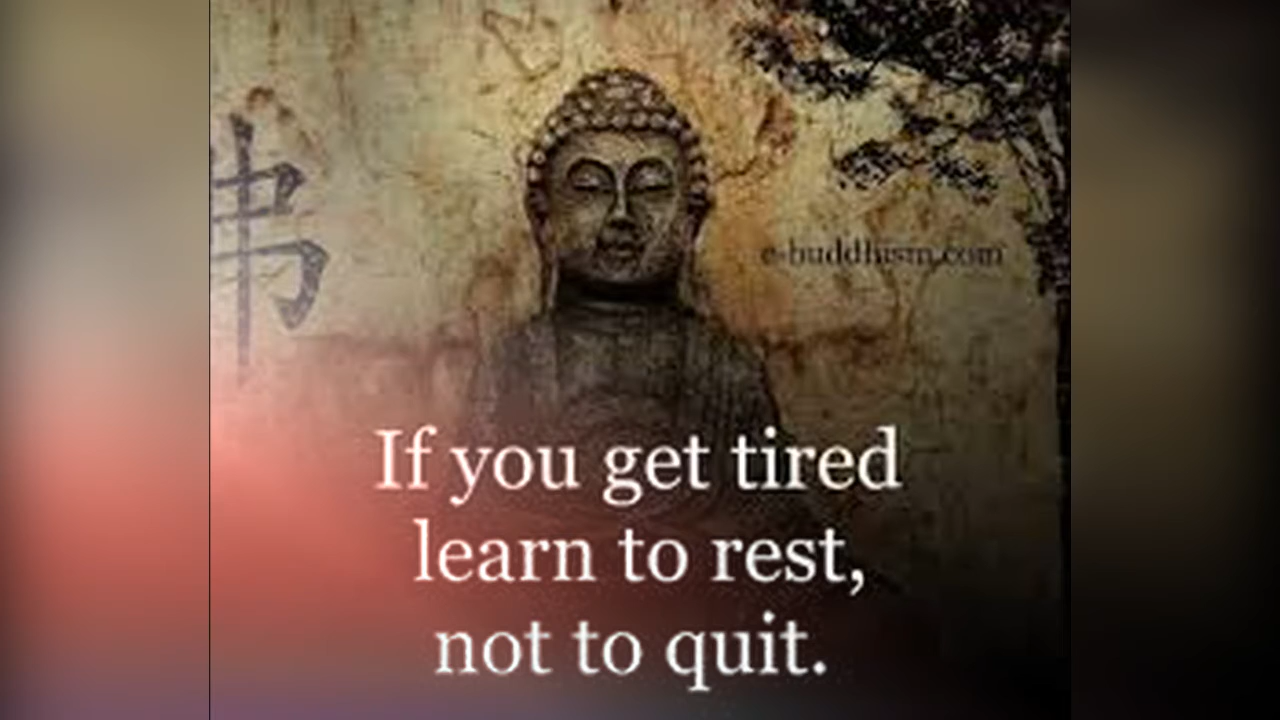 e-buddhism.com
If you get tired
learn to rest,
not to quit.